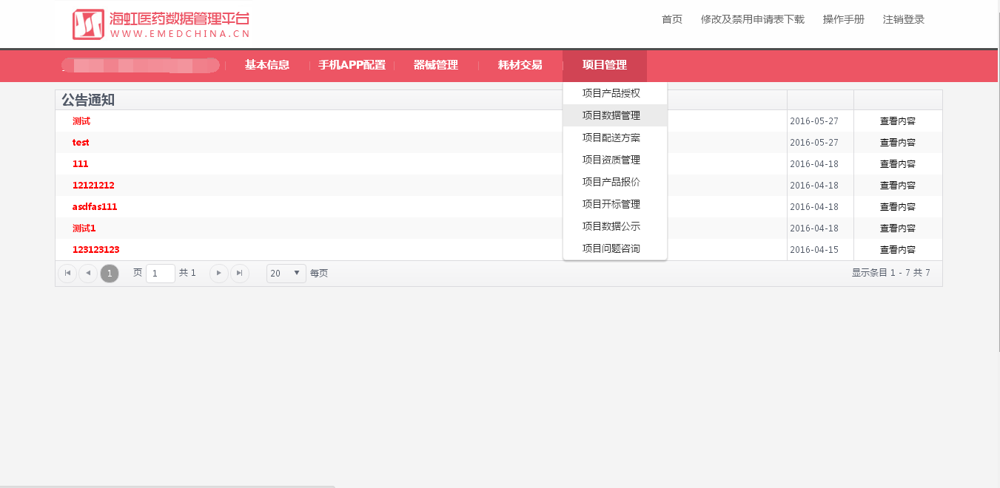 海虹医药数据管理平台
WWW.EMEDCHINA.CN
首页 修改及禁用申请表下载 操作手册 注销登录
基本信息 手机APP配置 器械管理 耗材交易 项目管理
项目产品授权
项目数据管理
项目配送方案
项目资质管理
项目产品报价
项目开标管理
项目数据公示
项目问题咨询
公告通知
测试 2016-05-27 查看内容
test 2016-05-27 查看内容
111 2016-04-18 查看内容
12121212 2016-04-18 查看内容
asdfas111 2016-04-18 查看内容
测试1 2016-04-18 查看内容
123123123 2016-04-15 查看内容
1 页 1 共 1 20 每页 显示条目 1 - 7 共 7